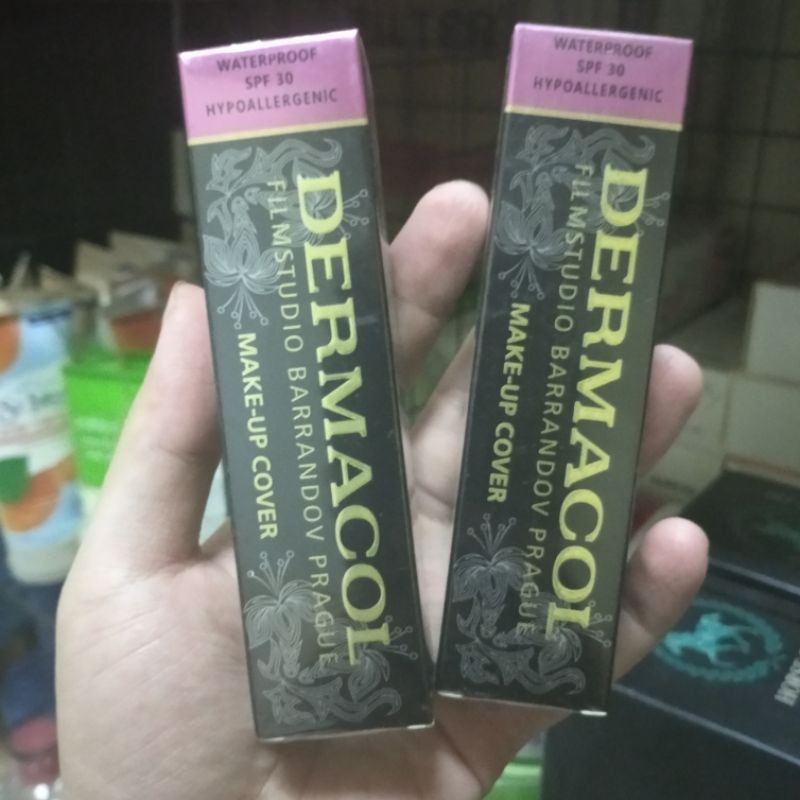 WATERPROOF
SPF 30
HYPOALLERGENIC
DERMACOL
FILMSTUDIO BARRANDOV PRAGUE
MAKE-UP COVER
WATERPROOF
SPF 30
HYPOALLERGENIC
DERMACOL
FILMSTUDIO BARRANDOV PRAGUE
MAKE-UP COVER